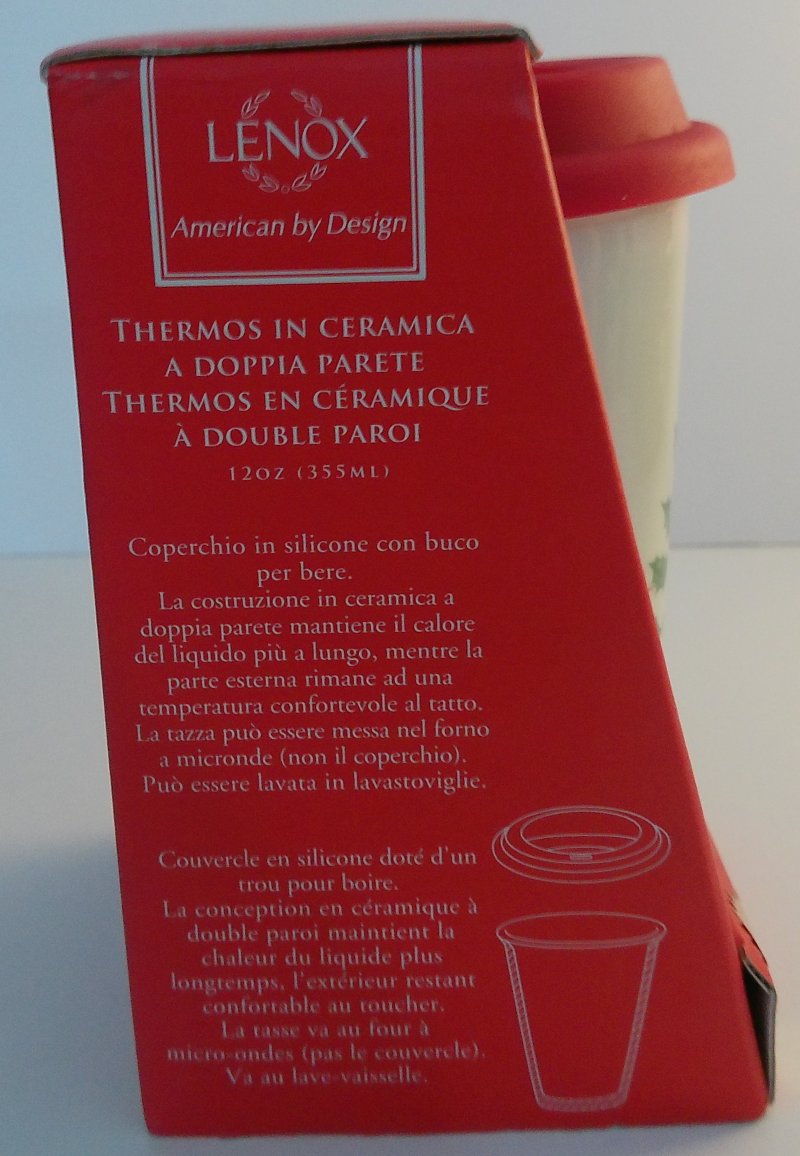 LENOX
American by Design
THERMOS IN CERAMICA
A DOPPIA PARETE
THERMOS EN CÉRAMIQUE
À DOUBLE PAROI
12OZ (355ML)
Coperchio in silicone con buco
per bere.
La costruzione in ceramica a
doppia parete mantiene il calore
del liquido più a lungo, mentre la
parte esterna rimane ad una
temperatura confortevole al tatto.
La tazza può essere messa nel forno
a micronde (non il coperchio).
Può essere lavata in lavastoviglie.
Couvercle en silicone doté d'un
trou pour boire.
La conception en céramique à
double paroi maintient la
chaleur du liquide plus
longtemps, l'extérieur restant
confortable au toucher.
La tasse va au four à
micro-ondes (pas le couvercle).
Va au lave-vaisselle.